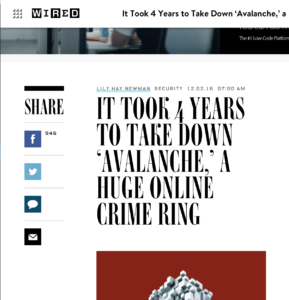 WIRED
It Took 4 Years to Take Down ‘Avalanche,’ a
The #1 Low-Code Platform
LILY HAY NEWMAN SECURITY 12.02.16 07:00 AM
SHARE
946
IT TOOK 4 YEARS
TO TAKE DOWN
‘AVALANCHE,’ A
HUGE ONLINE
CRIME RING